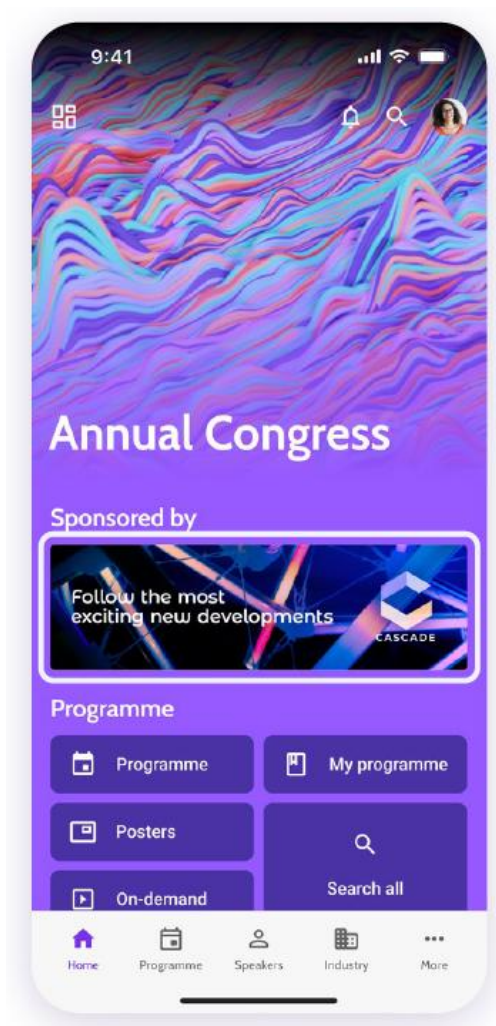 9:41
Annual Congress
Sponsored by
Follow the most
exciting new developments
CASCADE
Programme
Programme
My programme
Posters
Search all
On-demand
Home
Programme
Speakers
Industry
More